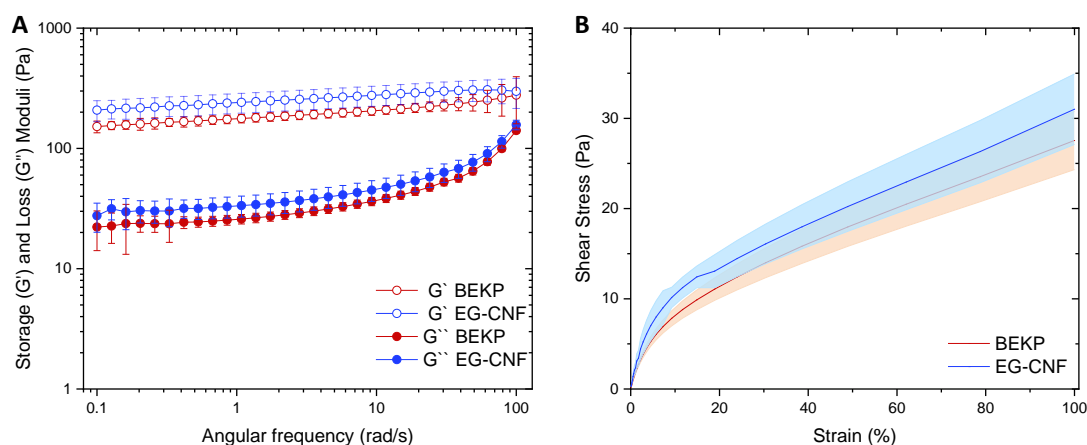 A
Storage (G') and Loss (G") Moduli (Pa)
1000
100
10
1
G` BEKP
G` EG-CNF
G`` BEKP
G`` EG-CNF
0.1
1
10
100
Angular frequency (rad/s)
B
Shear Stress (Pa)
40
30
20
10
0
BEKP
EG-CNF
0
20
40
60
80
100
Strain (%)